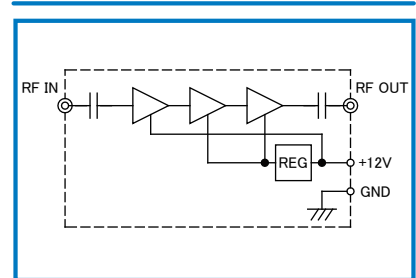 RF IN
RF OUT
REG
+12V
GND